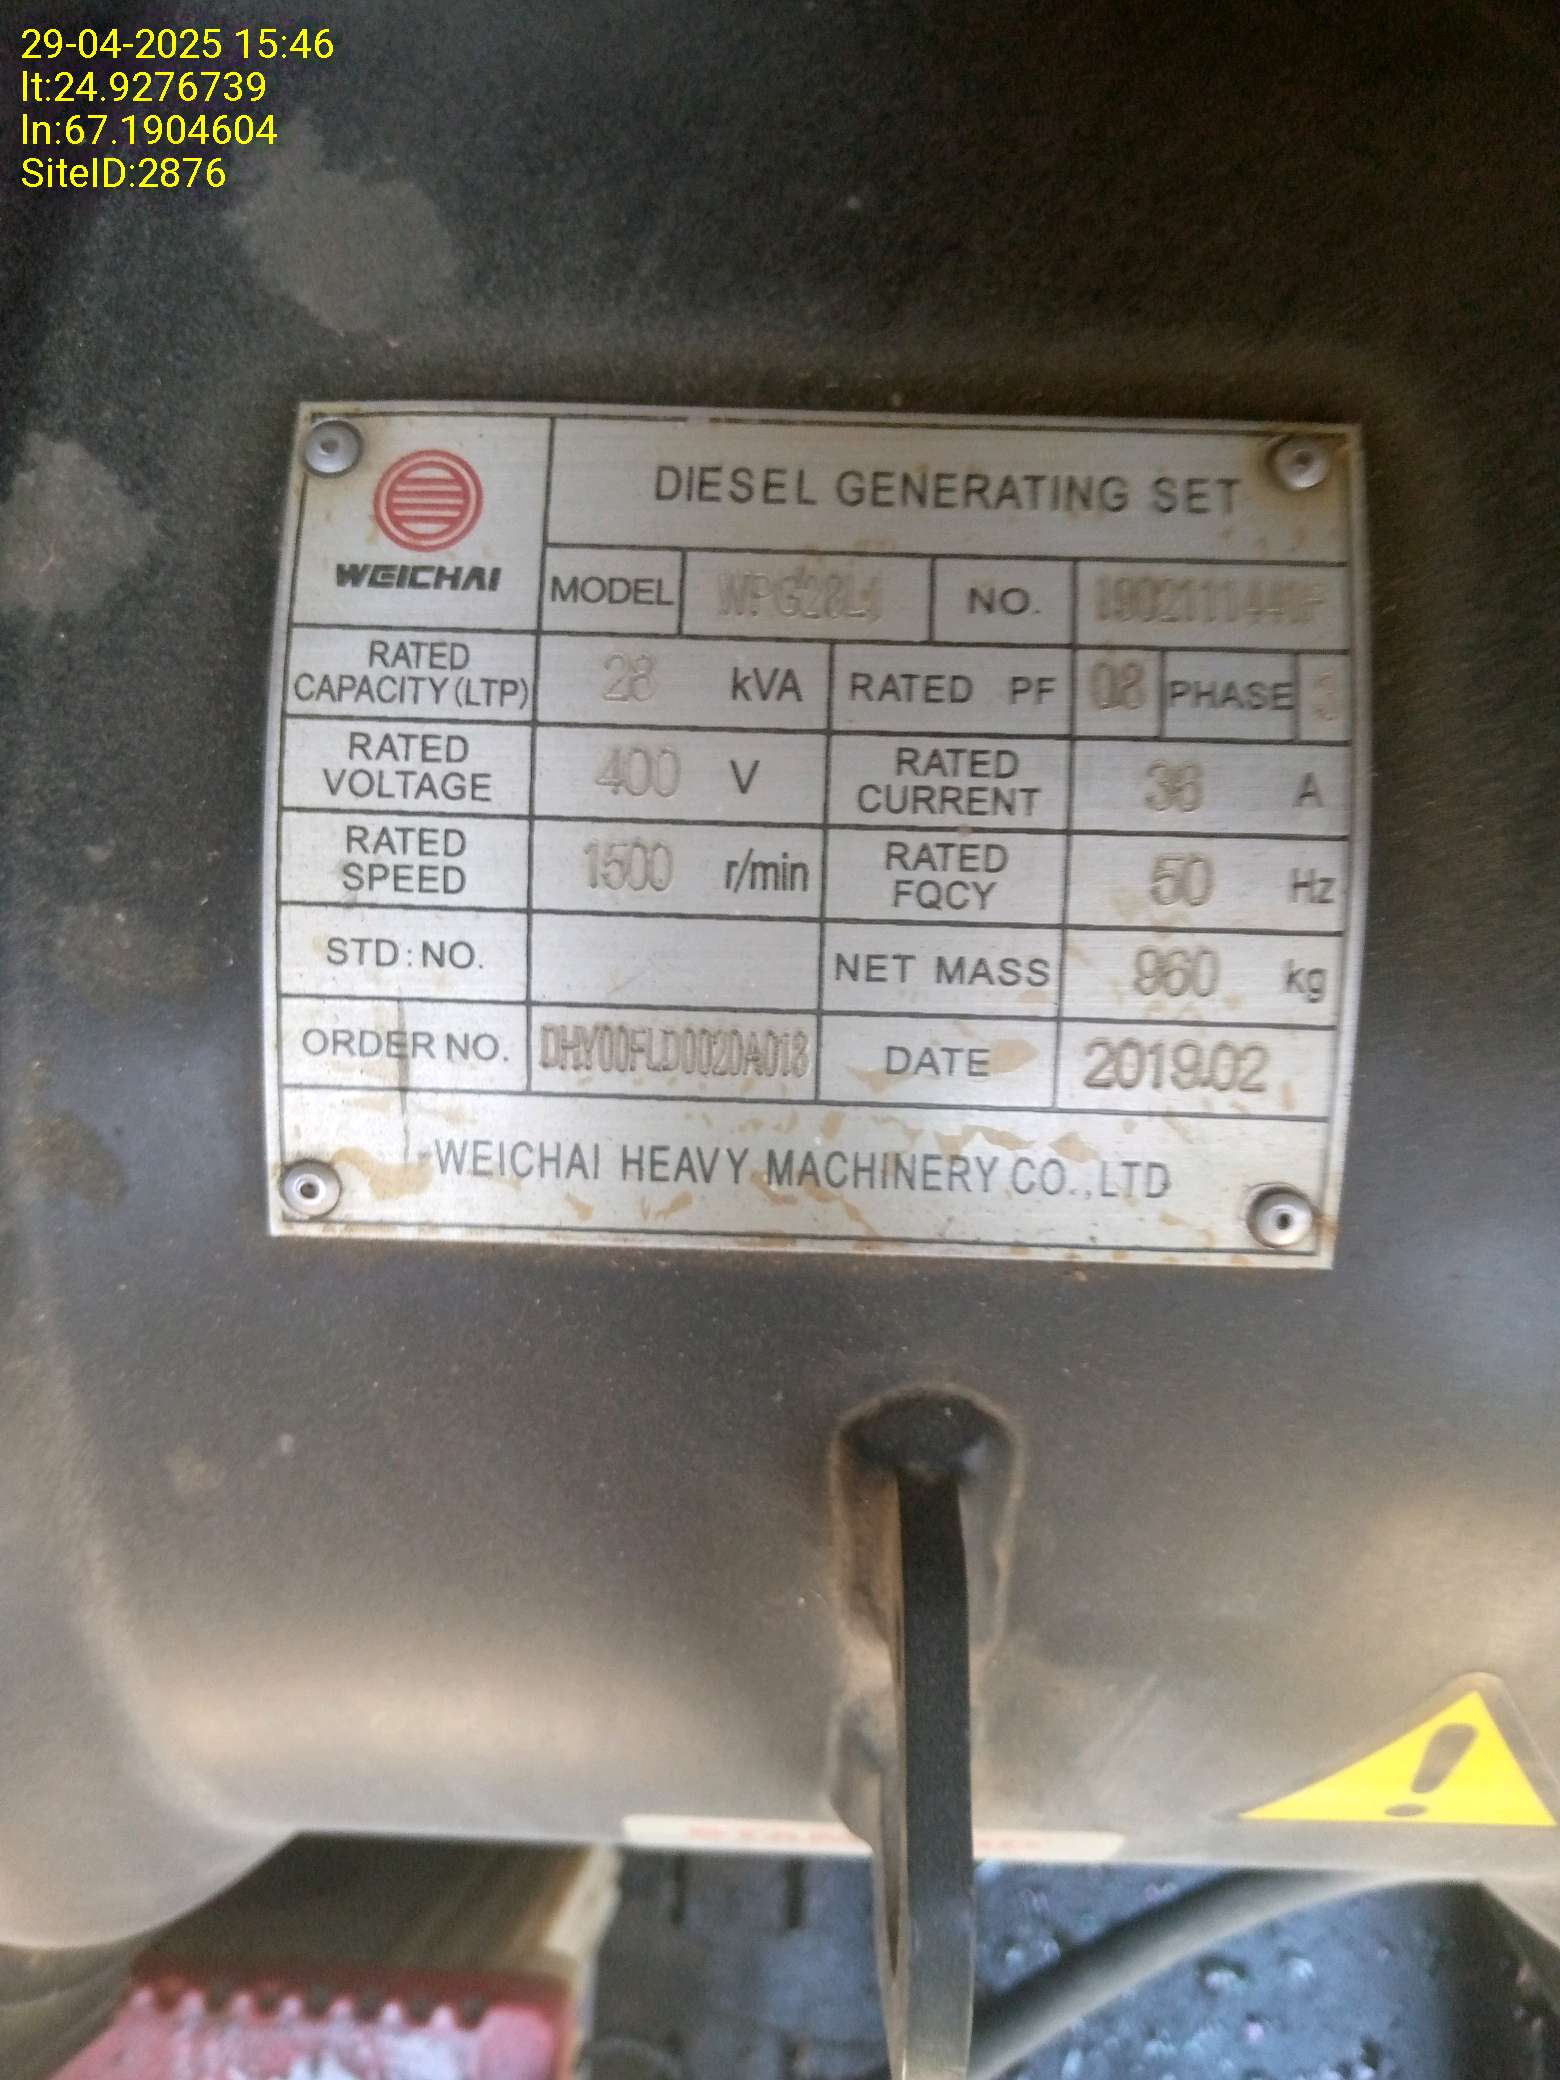 29-04-2025 15:46
lt:24.9276739
ln:67.1904604
SiteID:2876
WEICHAI
DIESEL GENERATING SET
MODEL NO.
RATED CAPACITY (LTP) 28 kVA RATED PF 0.8 PHASE 3
RATED VOLTAGE 400 V RATED CURRENT 36 A
RATED SPEED 1500 r/min RATED FQCY 50 Hz
STD: NO. NET MASS 960 kg
ORDER NO. DHY00FLD0020A018 DATE 2019.02
WEICHAI HEAVY MACHINERY CO.,LTD